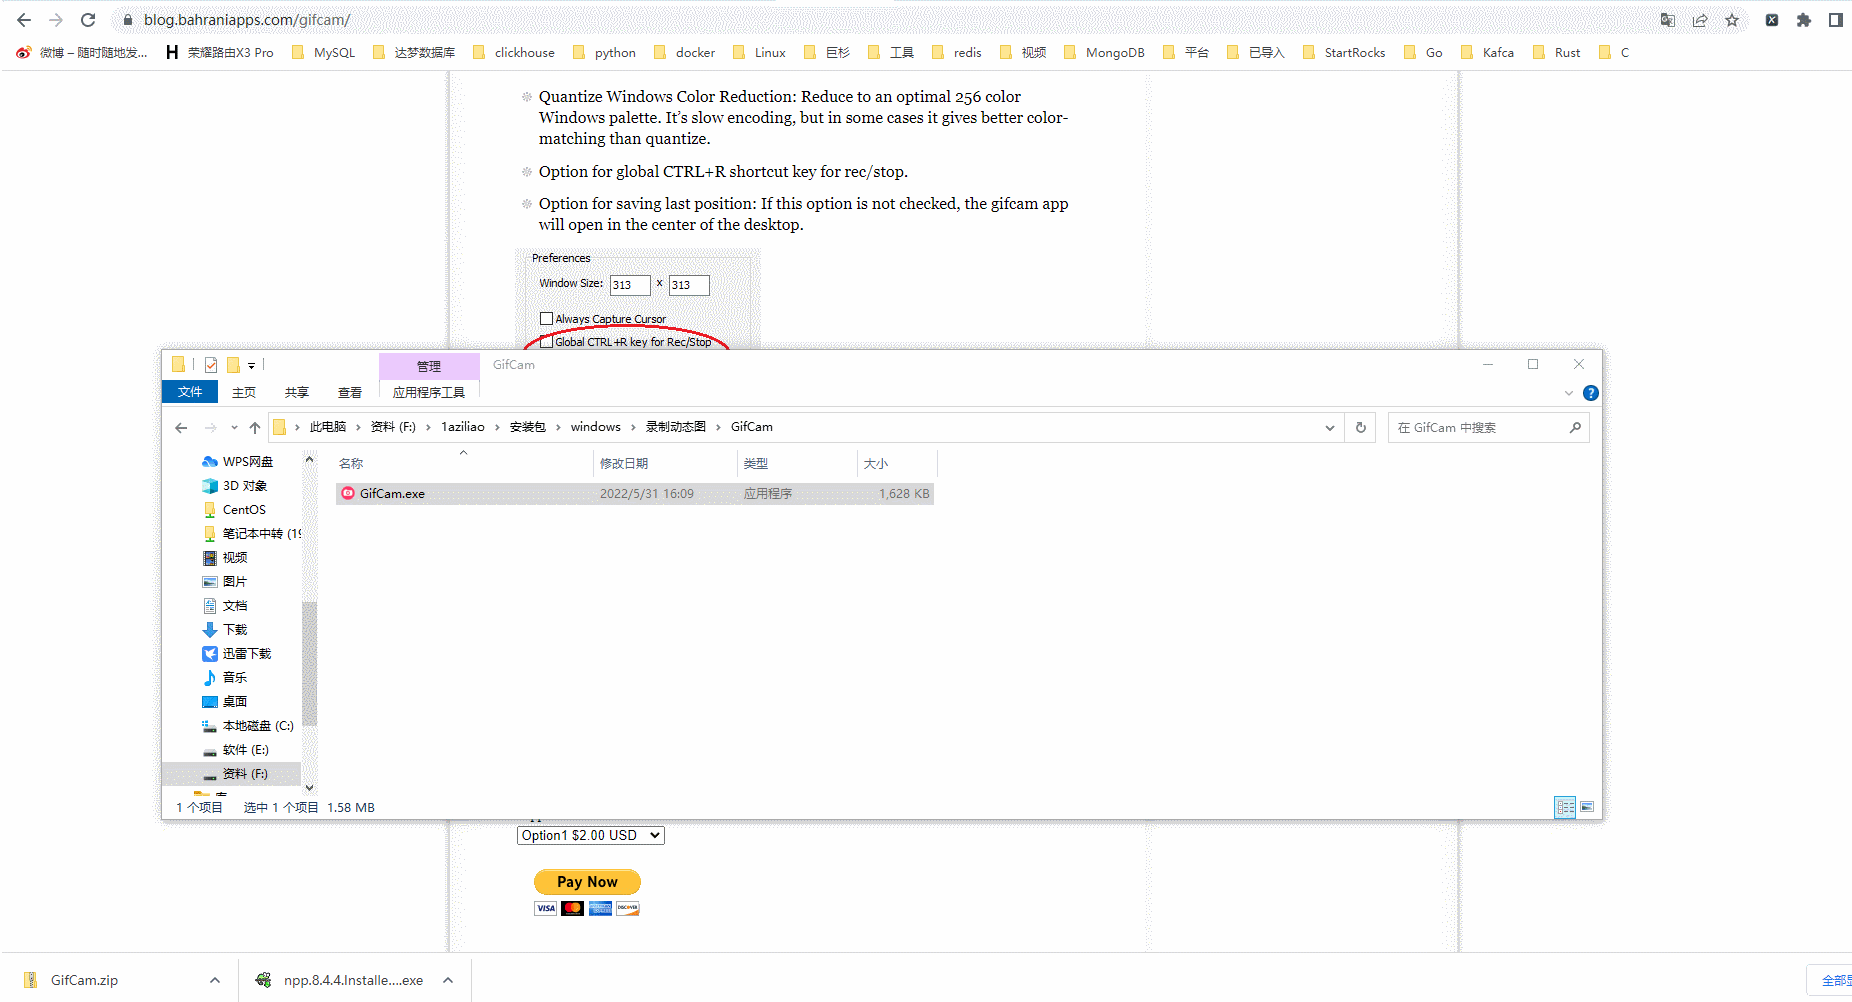 blog.bahraniapps.com/gifcam/
微博 – 随时随地发... 荣耀路由X3 Pro MySQL 达梦数据库 clickhouse python docker Linux 巨杉 工具 redis 视频 MongoDB 平台 已导入 StartRocks Go Kafca Rust C
Quantize Windows Color Reduction: Reduce to an optimal 256 color
Windows palette. It’s slow encoding, but in some cases it gives better color-
matching than quantize.
Option for global CTRL+R shortcut key for rec/stop.
Option for saving last position: If this option is not checked, the gifcam app
will open in the center of the desktop.
Preferences
Window Size: 313 x 313
Always Capture Cursor
Global CTRL+R key for Rec/Stop
管理 GifCam
文件 主页 共享 查看 应用程序工具
此电脑 资料 (F:) 1aziliao 安装包 windows 录制动态图 GifCam 在 GifCam 中搜索
名称 修改日期 类型 大小
GifCam.exe 2022/5/31 16:09 应用程序 1,628 KB
WPS网盘
3D 对象
CentOS
笔记本中转 (19
视频
图片
文档
下载
迅雷下载
音乐
桌面
本地磁盘 (C:)
软件 (E:)
资料 (F:)
1 个项目 选中 1 个项目 1.58 MB
Option1 $2.00 USD
Pay Now
VISA DISCOVER
GifCam.zip npp.8.4.4.Installe....exe 全部显